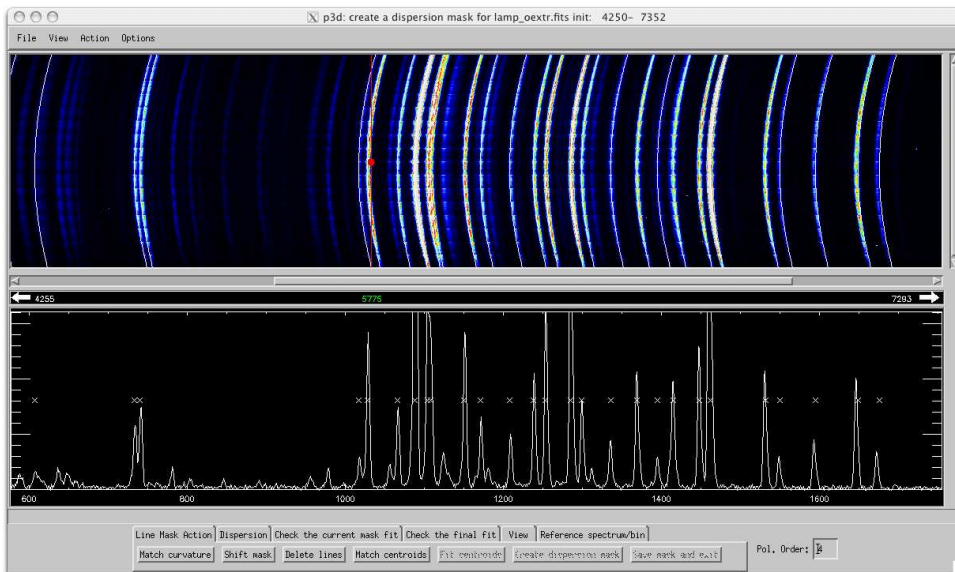 p3d: create a dispersion mask for lamp_oextr.fits init: 4250- 7352
File View Action Options
4255 5775 7293
600 800 1000 1200 1400 1600
Line Mask Action Dispersion Check the current mask fit Check the final fit View Reference spectrum/bin
Match curvature Shift mask Delete lines Match centroids Fit centroids Create dispersion mask Save mask and exit
Pol. Order: 4